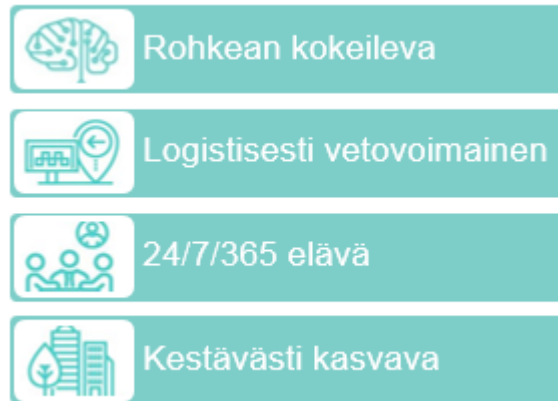 Rohkean kokeileva
Logistisesti vetovoimainen
24/7/365 elävä
Kestävästi kasvava